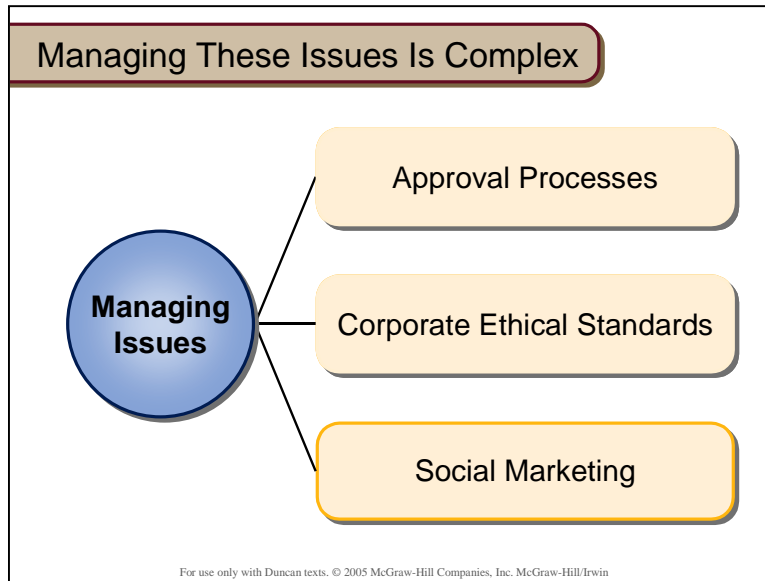 Managing These Issues Is Complex
Approval Processes
Managing
Issues
Corporate Ethical Standards
Social Marketing
For use only with Duncan texts. © 2005 McGraw-Hill Companies, Inc. McGraw-Hill/Irwin